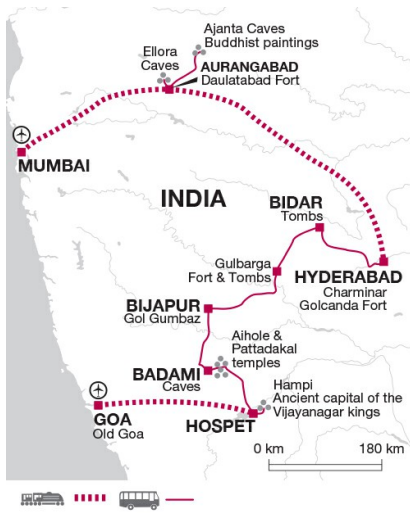 Ajanta Caves
Buddhist paintings
Ellora
Caves
AURANGABAD
Daulatabad Fort
MUMBAI
INDIA
BIDAR
Tombs
Gulbarga
Fort & Tombs
HYDERABAD
Charminar
Golcanda Fort
BIJAPUR
Gol Gumbaz
Aihole &
Pattadakal
temples
BADAMI
Caves
Hampi
Ancient capital of the
Vijayanagar kings
GOA
Old Goa
HOSPET
0 km 180 km